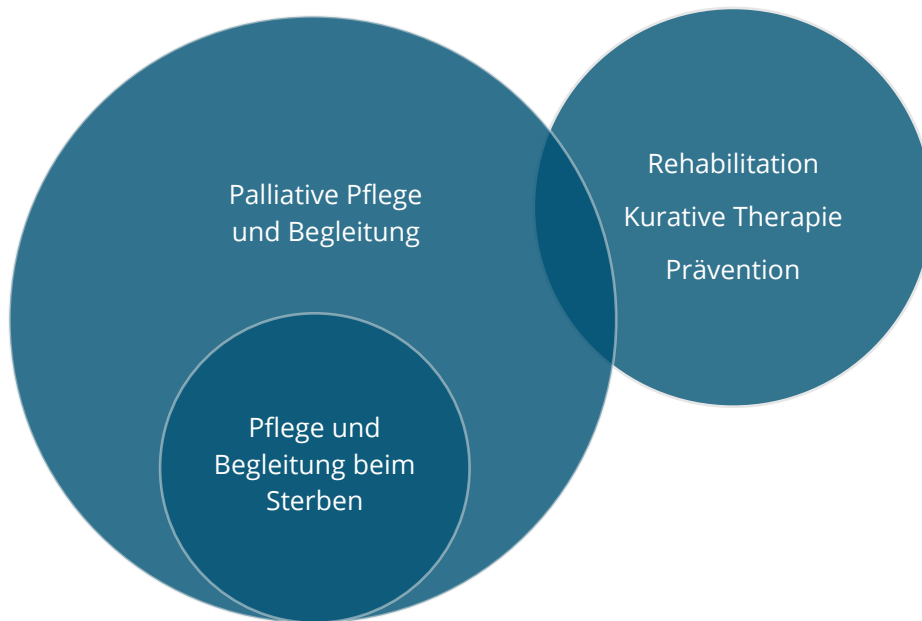 Palliative Pflege
und Begleitung
Rehabilitation
Kurative Therapie
Prävention
Pflege und
Begleitung beim
Sterben